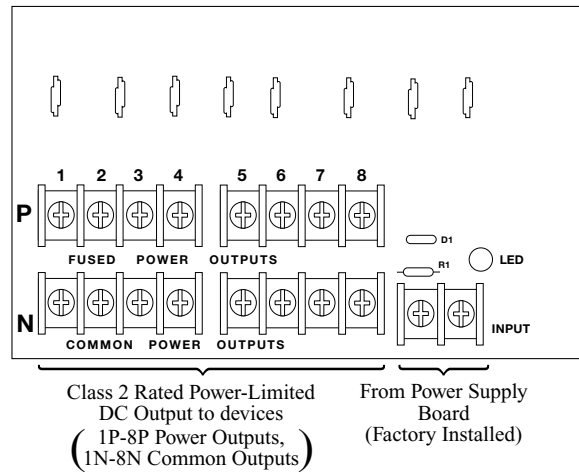 1 2 3 4 5 6 7 8
P
FUSED POWER OUTPUTS
D1
R1
LED
N
INPUT
COMMON POWER OUTPUTS
Class 2 Rated Power-Limited
DC Output to devices
(1P-8P Power Outputs,
1N-8N Common Outputs)
From Power Supply
Board
(Factory Installed)